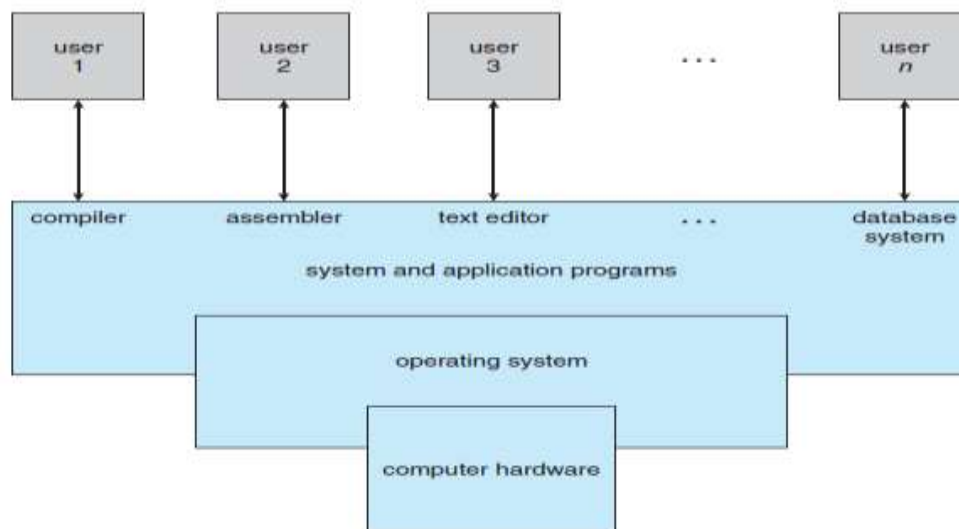 user
1
user
2
user
3
...
user
n
compiler
assembler
text editor
...
database
system
system and application programs
operating system
computer hardware